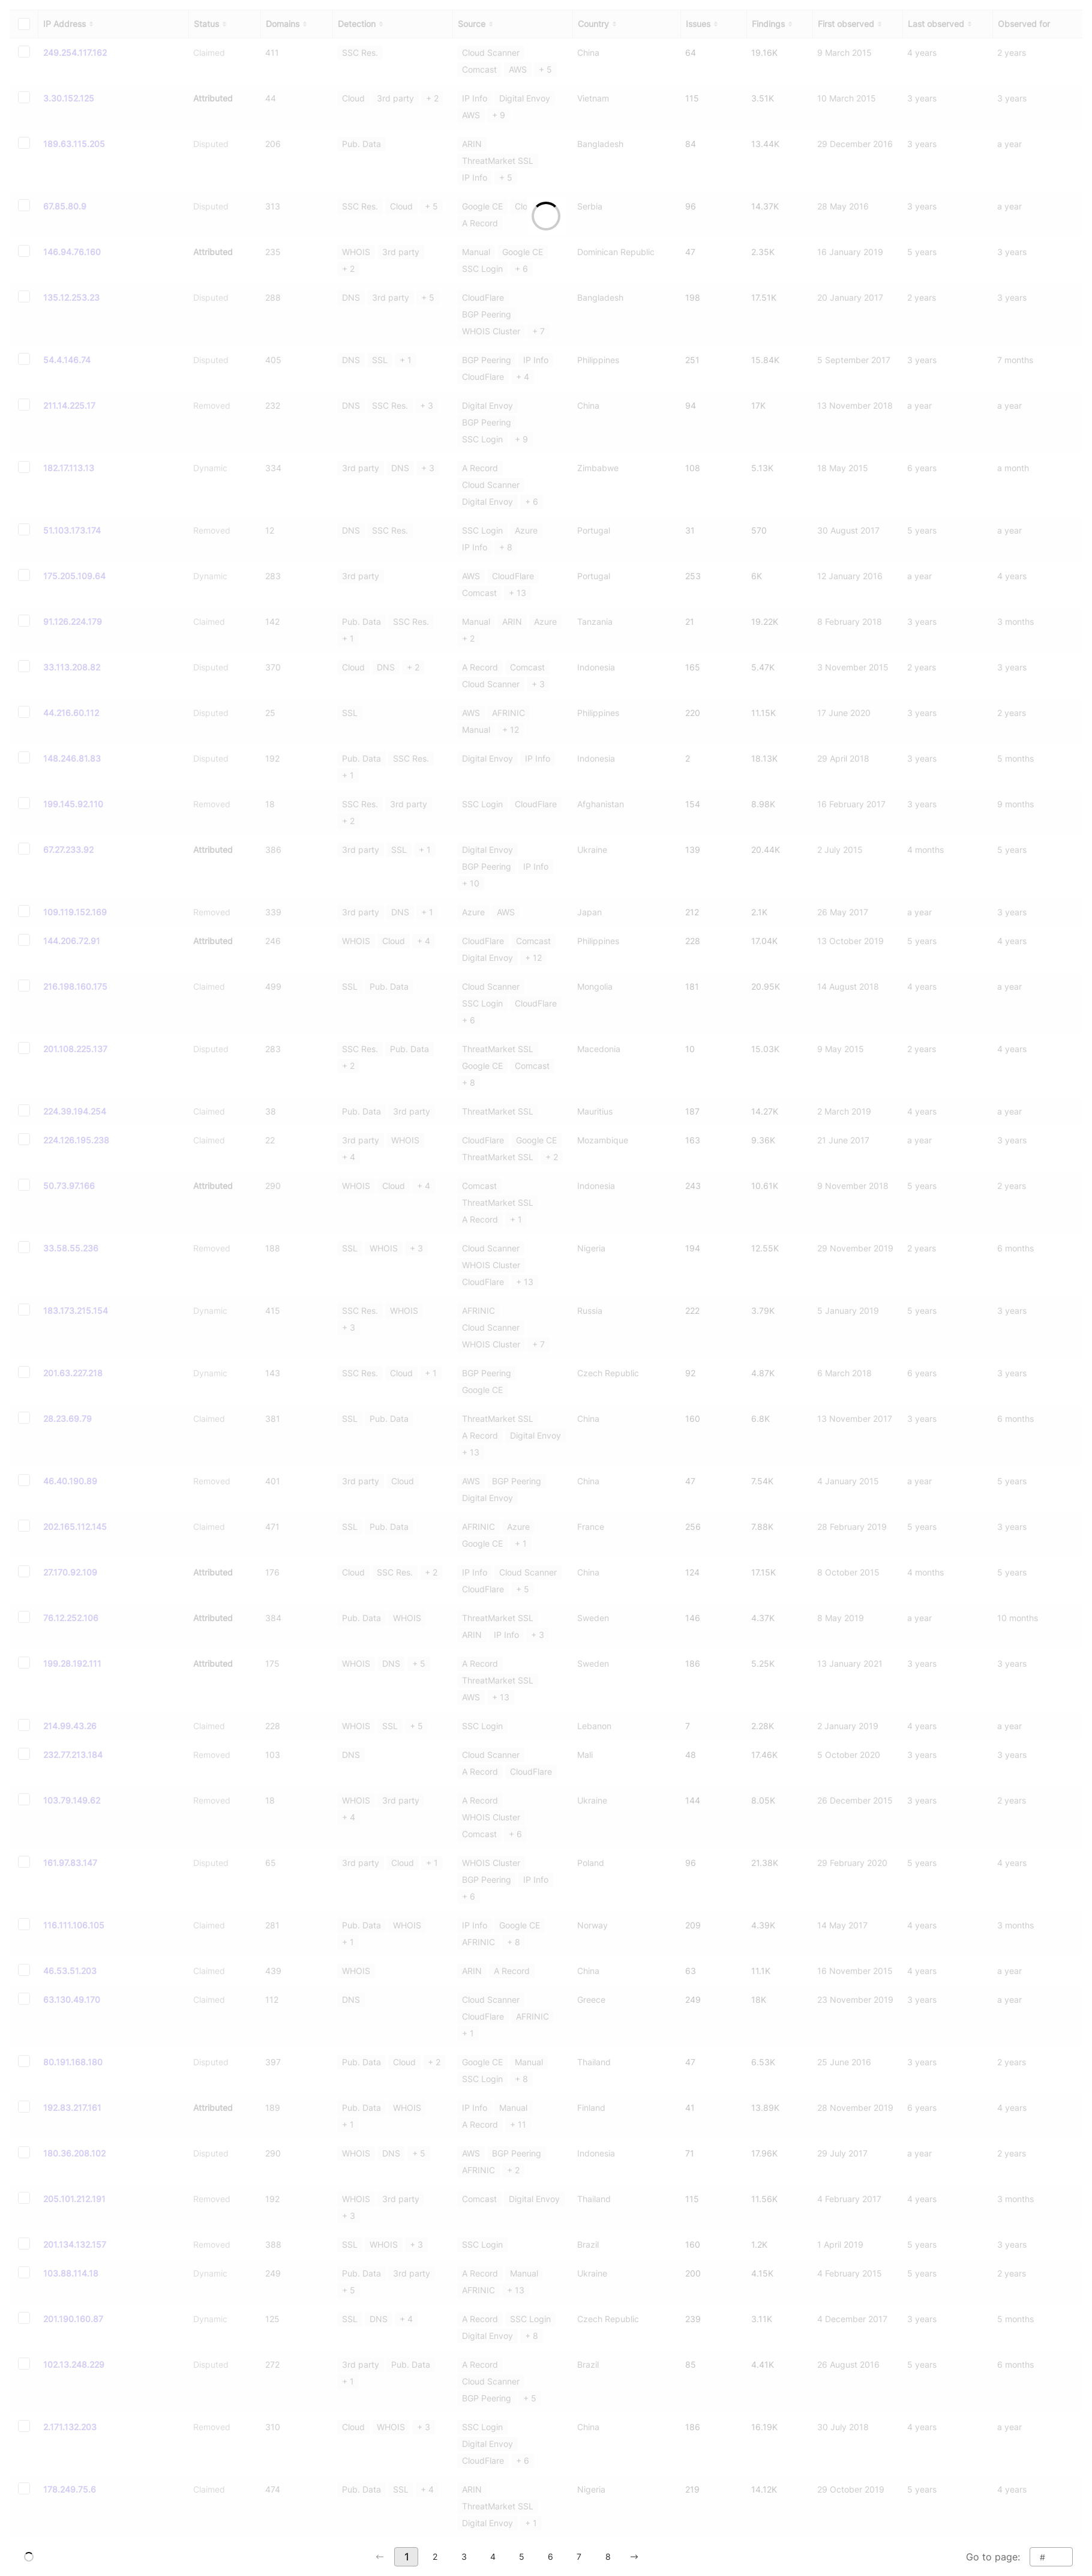 IP Address Status Domains Detection Source Country Issues Findings First observed Last observed Observed for
249.254.117.162 Claimed 411 SSC Res. Cloud Scanner China 64 19.16K 9 March 2015 4 years 2 years
Comcast AWS + 5
3.30.152.125 Attributed 44 Cloud 3rd party + 2 IP Info Digital Envoy Vietnam 115 3.51K 10 March 2015 3 years 3 years
AWS + 9
189.63.115.205 Disputed 206 Pub. Data ARIN Bangladesh 84 13.44K 29 December 2016 3 years a year
ThreatMarket SSL
IP Info + 5
67.85.80.9 Disputed 313 SSC Res. Cloud + 5 Google CE Clo Serbia 96 14.37K 28 May 2016 3 years a year
A Record
146.94.76.160 Attributed 235 WHOIS 3rd party Manual Google CE Dominican Republic 47 2.35K 16 January 2019 5 years 3 years
+ 2 SSC Login + 6
135.12.253.23 Disputed 288 DNS 3rd party + 5 CloudFlare Bangladesh 198 17.51K 20 January 2017 2 years 3 years
BGP Peering
WHOIS Cluster + 7
54.4.146.74 Disputed 405 DNS SSL + 1 BGP Peering IP Info Philippines 251 15.84K 5 September 2017 3 years 7 months
CloudFlare + 4
211.14.225.17 Removed 232 DNS SSC Res. + 3 Digital Envoy China 94 17K 13 November 2018 a year a year
BGP Peering
SSC Login + 9
182.17.113.13 Dynamic 334 3rd party DNS + 3 A Record Zimbabwe 108 5.13K 18 May 2015 6 years a month
Cloud Scanner
Digital Envoy + 6
51.103.173.174 Removed 12 DNS SSC Res. SSC Login Azure Portugal 31 570 30 August 2017 5 years a year
IP Info + 8
175.205.109.64 Dynamic 283 3rd party AWS CloudFlare Portugal 253 6K 12 January 2016 a year 4 years
Comcast + 13
91.126.224.179 Claimed 142 Pub. Data SSC Res. Manual ARIN Azure Tanzania 21 19.22K 8 February 2018 3 years 3 months
+ 1 + 2
33.113.208.82 Disputed 370 Cloud DNS + 2 A Record Comcast Indonesia 165 5.47K 3 November 2015 2 years 3 years
Cloud Scanner + 3
44.216.60.112 Disputed 25 SSL AWS AFRINIC Philippines 220 11.15K 17 June 2020 3 years 2 years
Manual + 12
148.246.81.83 Disputed 192 Pub. Data SSC Res. Digital Envoy IP Info Indonesia 2 18.13K 29 April 2018 3 years 5 months
+ 1
199.145.92.110 Removed 18 SSC Res. 3rd party SSC Login CloudFlare Afghanistan 154 8.98K 16 February 2017 3 years 9 months
+ 2
67.27.233.92 Attributed 386 3rd party SSL + 1 Digital Envoy Ukraine 139 20.44K 2 July 2015 4 months 5 years
BGP Peering IP Info
+ 10
109.119.152.169 Removed 339 3rd party DNS + 1 Azure AWS Japan 212 2.1K 26 May 2017 a year 3 years
144.206.72.91 Attributed 246 WHOIS Cloud + 4 CloudFlare Comcast Philippines 228 17.04K 13 October 2019 5 years 4 years
Digital Envoy + 12
216.198.160.175 Claimed 499 SSL Pub. Data Cloud Scanner Mongolia 181 20.95K 14 August 2018 4 years a year
SSC Login CloudFlare
+ 6
201.108.225.137 Disputed 283 SSC Res. Pub. Data ThreatMarket SSL Macedonia 10 15.03K 9 May 2015 2 years 4 years
+ 2 Google CE Comcast
+ 8
224.39.194.254 Claimed 38 Pub. Data 3rd party ThreatMarket SSL Mauritius 187 14.27K 2 March 2019 4 years a year
224.126.195.238 Claimed 22 3rd party WHOIS CloudFlare Google CE Mozambique 163 9.36K 21 June 2017 a year 3 years
+ 4 ThreatMarket SSL + 2
50.73.97.166 Attributed 290 WHOIS Cloud + 4 Comcast Indonesia 243 10.61K 9 November 2018 5 years 2 years
ThreatMarket SSL
A Record + 1
33.58.55.236 Removed 188 SSL WHOIS + 3 Cloud Scanner Nigeria 194 12.55K 29 November 2019 2 years 6 months
WHOIS Cluster
CloudFlare + 13
183.173.215.154 Dynamic 415 SSC Res. WHOIS AFRINIC Russia 222 3.79K 5 January 2019 5 years 3 years
+ 3 Cloud Scanner
WHOIS Cluster + 7
201.63.227.218 Dynamic 143 SSC Res. Cloud + 1 BGP Peering Czech Republic 92 4.87K 6 March 2018 6 years 3 years
Google CE
28.23.69.79 Claimed 381 SSL Pub. Data ThreatMarket SSL China 160 6.8K 13 November 2017 3 years 6 months
A Record Digital Envoy
+ 13
46.40.190.89 Removed 401 3rd party Cloud AWS BGP Peering China 47 7.54K 4 January 2015 a year 5 years
Digital Envoy
202.165.112.145 Claimed 471 SSL Pub. Data AFRINIC Azure France 256 7.88K 28 February 2019 5 years 3 years
Google CE + 1
27.170.92.109 Attributed 176 Cloud SSC Res. + 2 IP Info Cloud Scanner China 124 17.15K 8 October 2015 4 months 5 years
CloudFlare + 5
76.12.252.106 Attributed 384 Pub. Data WHOIS ThreatMarket SSL Sweden 146 4.37K 8 May 2019 a year 10 months
ARIN IP Info + 3
199.28.192.111 Attributed 175 WHOIS DNS + 5 A Record Sweden 186 5.25K 13 January 2021 3 years 3 years
ThreatMarket SSL
AWS + 13
214.99.43.26 Claimed 228 WHOIS SSL + 5 SSC Login Lebanon 7 2.28K 2 January 2019 4 years a year
232.77.213.184 Removed 103 DNS Cloud Scanner Mali 48 17.46K 5 October 2020 3 years 3 years
A Record CloudFlare
103.79.149.62 Removed 18 WHOIS 3rd party A Record Ukraine 144 8.05K 26 December 2015 3 years 2 years
+ 4 WHOIS Cluster
Comcast + 6
161.97.83.147 Disputed 65 3rd party Cloud + 1 WHOIS Cluster Poland 96 21.38K 29 February 2020 5 years 4 years
BGP Peering IP Info
+ 6
116.111.106.105 Claimed 281 Pub. Data WHOIS IP Info Google CE Norway 209 4.39K 14 May 2017 4 years 3 months
+ 1 AFRINIC + 8
46.53.51.203 Claimed 439 WHOIS ARIN A Record China 63 11.1K 16 November 2015 4 years a year
63.130.49.170 Claimed 112 DNS Cloud Scanner Greece 249 18K 23 November 2019 3 years a year
CloudFlare AFRINIC
+ 1
80.191.168.180 Disputed 397 Pub. Data Cloud + 2 Google CE Manual Thailand 47 6.53K 25 June 2016 3 years 2 years
SSC Login + 8
192.83.217.161 Attributed 189 Pub. Data WHOIS IP Info Manual Finland 41 13.89K 28 November 2019 6 years 4 years
+ 1 A Record + 11
180.36.208.102 Disputed 290 WHOIS DNS + 5 AWS BGP Peering Indonesia 71 17.96K 29 July 2017 a year 2 years
AFRINIC + 2
205.101.212.191 Removed 192 WHOIS 3rd party Comcast Digital Envoy Thailand 115 11.56K 4 February 2017 4 years 3 months
+ 3
201.134.132.157 Removed 388 SSL WHOIS + 3 SSC Login Brazil 160 1.2K 1 April 2019 5 years 3 years
103.88.114.18 Dynamic 249 Pub. Data 3rd party A Record Manual Ukraine 200 4.15K 4 February 2015 5 years 2 years
+ 5 AFRINIC + 13
201.190.160.87 Dynamic 125 SSL DNS + 4 A Record SSC Login Czech Republic 239 3.11K 4 December 2017 3 years 5 months
Digital Envoy + 8
102.13.248.229 Disputed 272 3rd party Pub. Data A Record Brazil 85 4.41K 26 August 2016 5 years 6 months
+ 1 Cloud Scanner
BGP Peering + 5
2.171.132.203 Removed 310 Cloud WHOIS + 3 SSC Login China 186 16.19K 30 July 2018 4 years a year
Digital Envoy
CloudFlare + 6
178.249.75.6 Claimed 474 Pub. Data SSL + 4 ARIN Nigeria 219 14.12K 29 October 2019 5 years 4 years
ThreatMarket SSL
Digital Envoy + 1
← 1 2 3 4 5 6 7 8 → Go to page: #